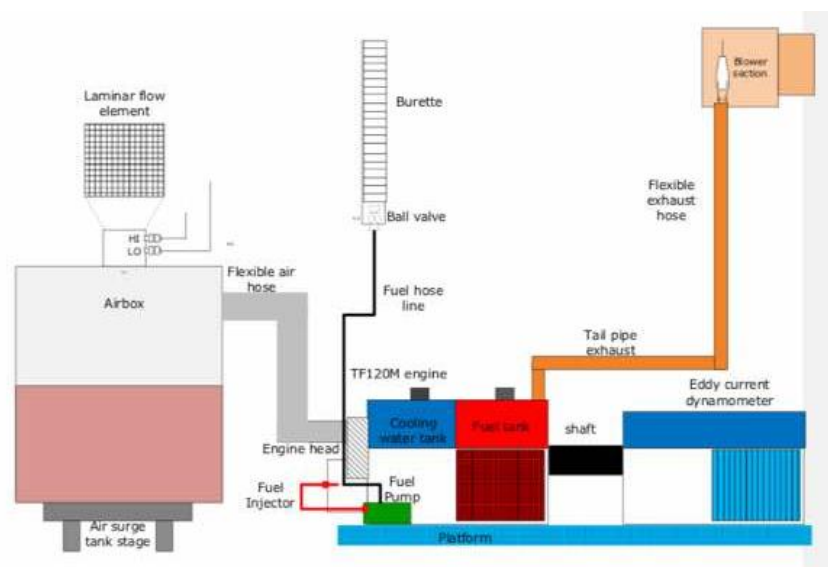 Blower
section
Laminar flow
element
Burette
Flexible
exhaust
hose
Ball valve
HI
LO
Flexible air
hose
Airbox
Fuel hose
line
Tail pipe
exhaust
TF120M engine
Eddy current
dynamometer
Cooling
water tank
Fuel tank
shaft
Engine head
Fuel
Injector
Fuel
Pump
Air surge
tank stage
Platform